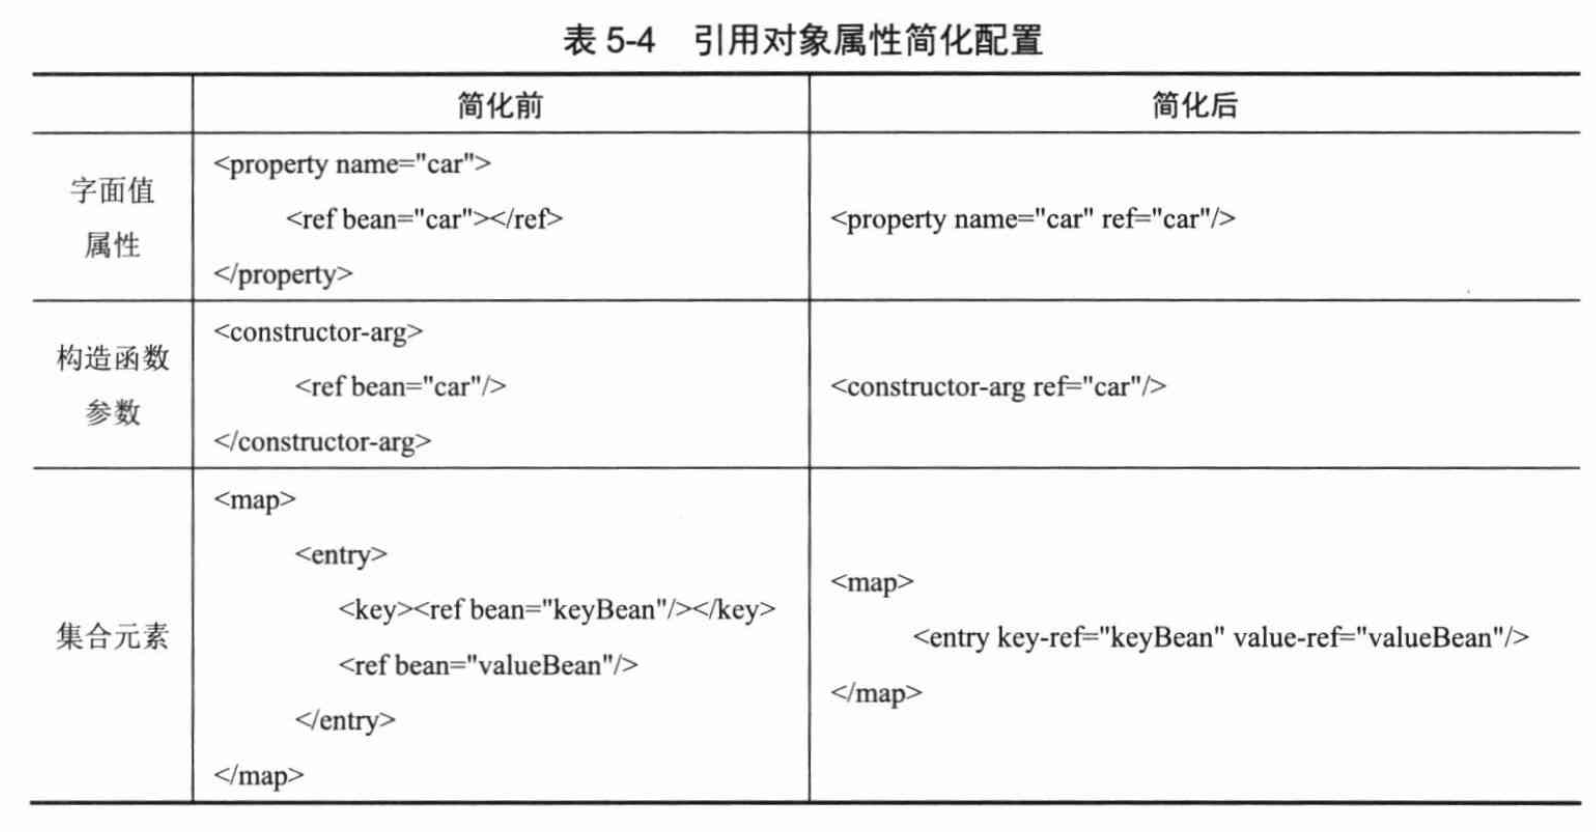 表 5-4 引用对象属性简化配置
简化前
简化后
字面值
属性
<property name="car">
<ref bean="car"></ref>
</property>
<property name="car" ref="car"/>
构造函数
参数
<constructor-arg>
<ref bean="car"/>
</constructor-arg>
<constructor-arg ref="car"/>
集合元素
<map>
<entry>
<key><ref bean="keyBean"/></key>
<ref bean="valueBean"/>
</entry>
</map>
<map>
<entry key-ref="keyBean" value-ref="valueBean"/>
</map>